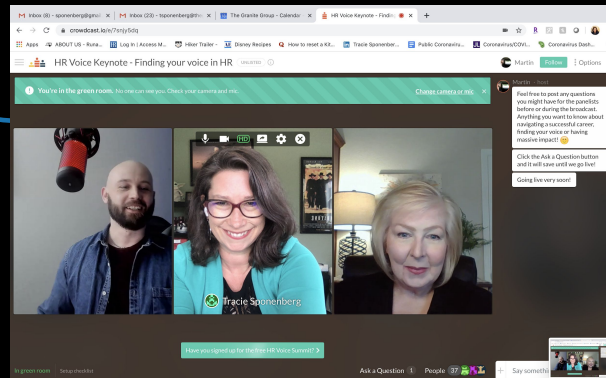 Inbox (8) - sponenberg@gmai
Inbox (23) - tsponenberg@the
The Granite Group - Calendar
HR Voice Keynote - Finding
crowdcast.io/e/7snjy5dq
Apps
ABOUT US - Runa...
Log In | Access M...
Hiker Trailer -
Disney Recipes
How to reset a Kit...
Tracie Sponenber...
Public Coronaviru...
Coronavirus/COVI...
Coronavirus Dash...
HR Voice Keynote - Finding your voice in HR
UNLISTED
Martin
Follow
Options
You're in the green room. No one can see you. Check your camera and mic.
Change camera or mic
HD
Tracie Sponenberg
Have you signed up for the free HR Voice Summit?
Martin · host
Feel free to post any questions
you might have for the panelists
before or during the broadcast.
Anything you want to know about
navigating a successful career,
finding your voice or having
massive impact!
Click the Ask a Question button
and it will save until we go live!
Going live very soon!
In green room
Setup checklist
Ask a Question 1
People 37
Say somethi